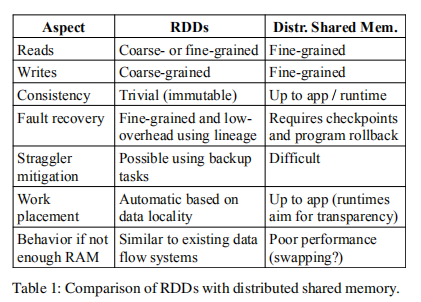 Aspect RDDs Distr. Shared Mem.
Reads Coarse- or fine-grained Fine-grained
Writes Coarse-grained Fine-grained
Consistency Trivial (immutable) Up to app / runtime
Fault recovery Fine-grained and low- Requires checkpoints
overhead using lineage and program rollback
Straggler Possible using backup Difficult
mitigation tasks
Work Automatic based on Up to app (runtimes
placement data locality aim for transparency)
Behavior if not Similar to existing data Poor performance
enough RAM flow systems (swapping?)
Table 1: Comparison of RDDs with distributed shared memory.